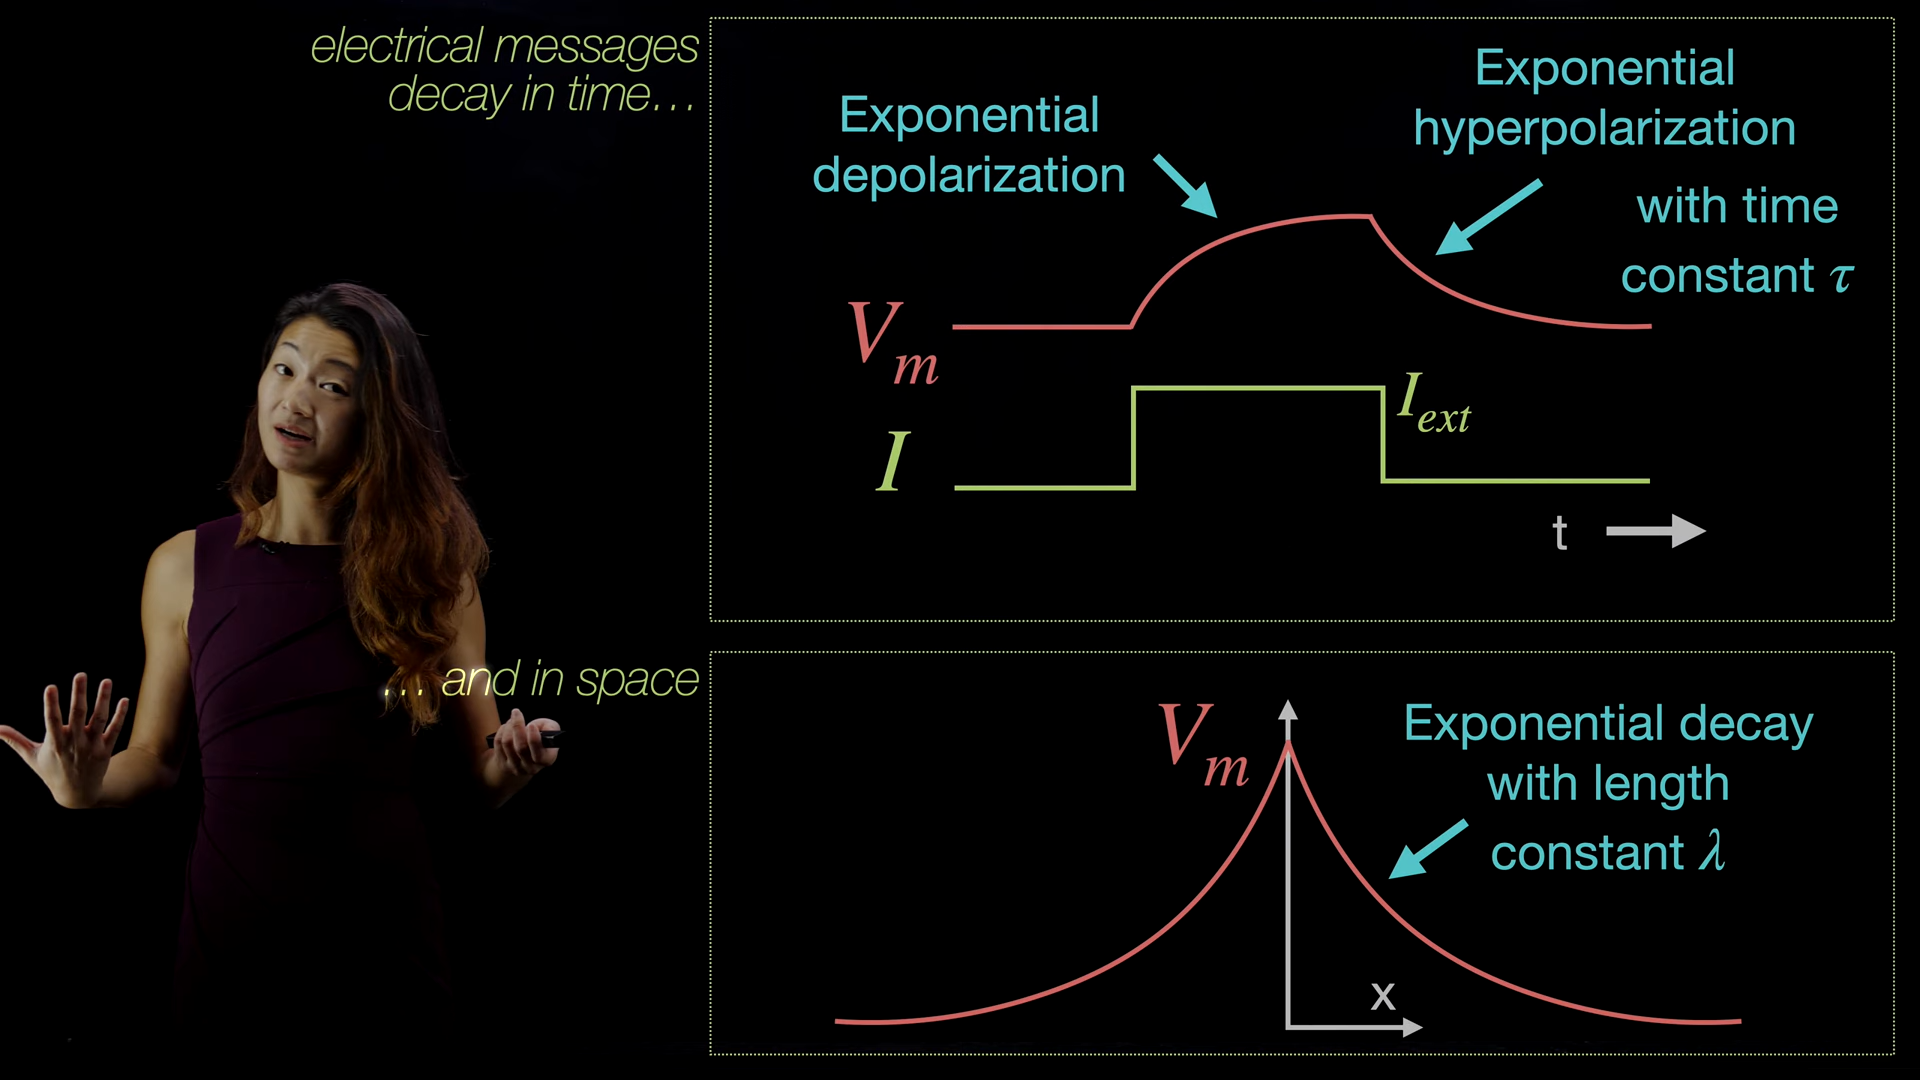 electrical messages
decay in time…
Exponential
depolarization
Exponential
hyperpolarization
with time
constant τ
Vm
I
Iext
t
… and in space
Vm
Exponential decay
with length
constant λ
x